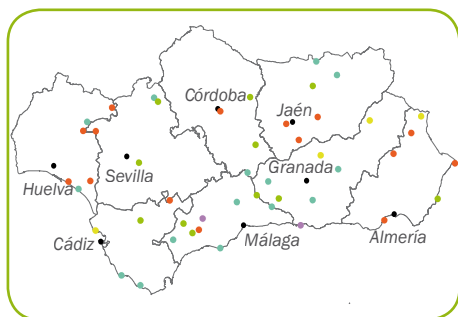 Córdoba
Jaén
Granada
Sevilla
Huelva
Cádiz
Málaga
Almería